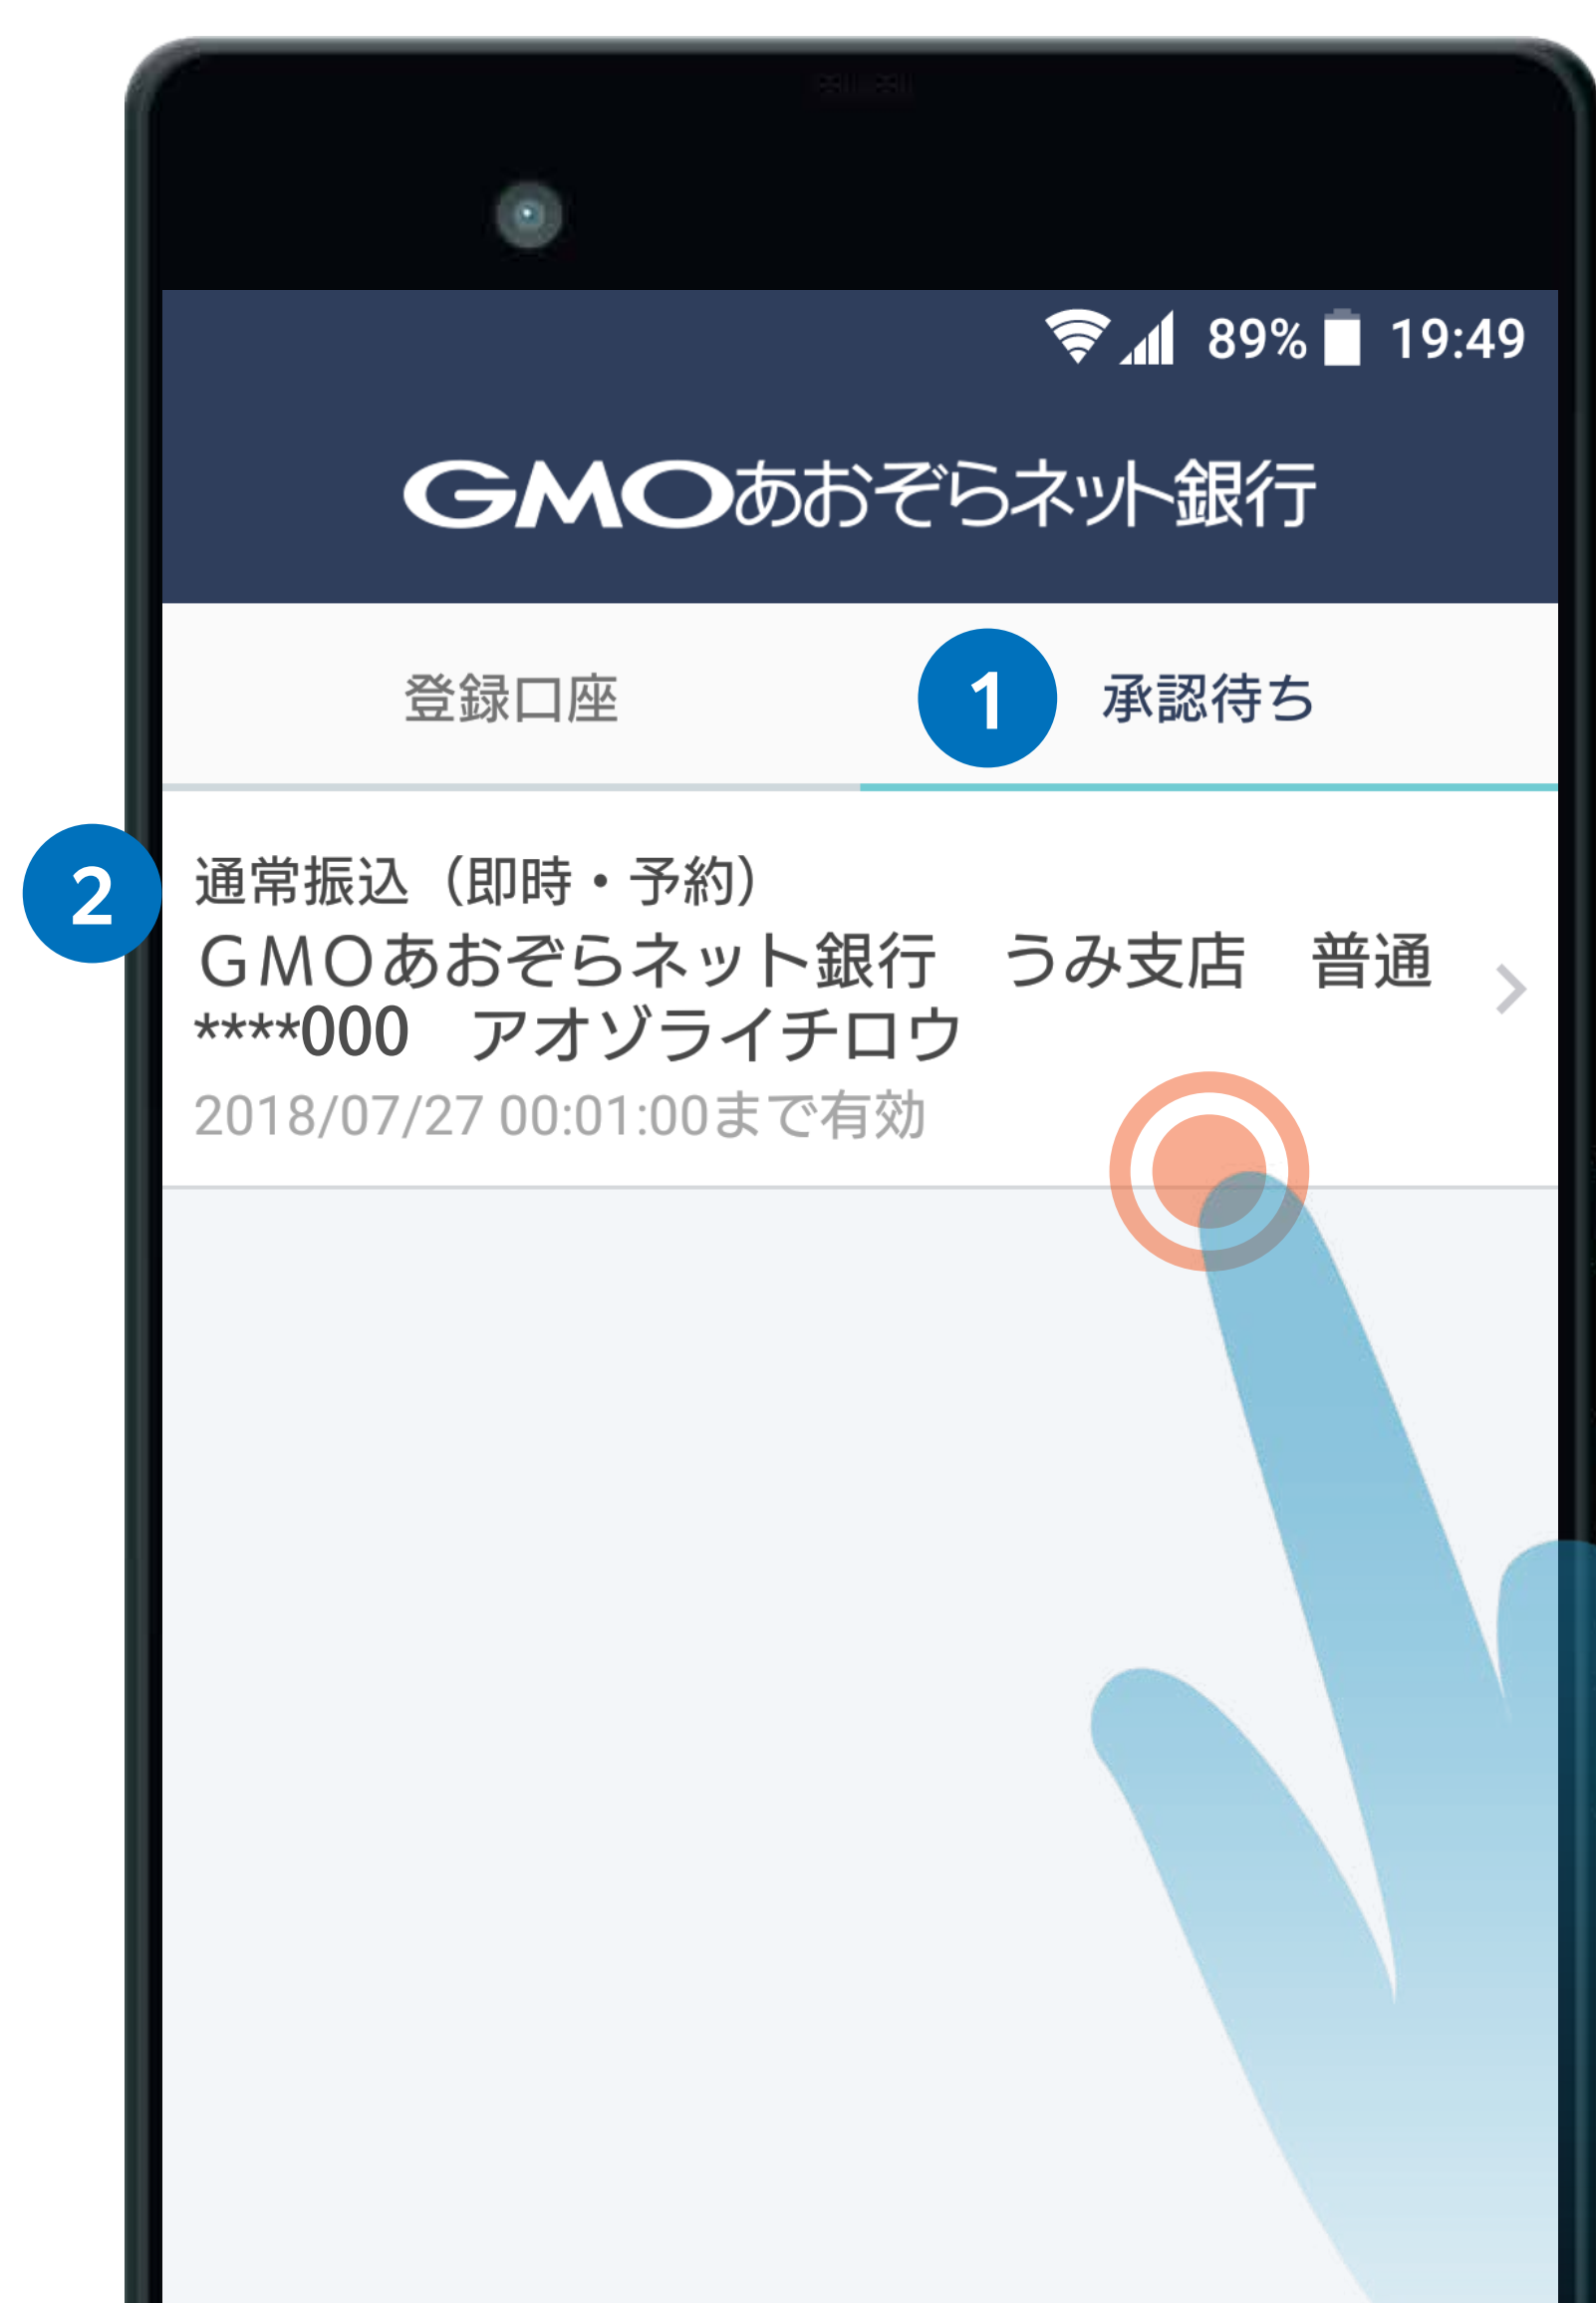 89% 19:49
GMOあおぞらネット銀行
登録口座 1 承認待ち
2 通常振込（即時・予約）
ＧＭＯあおぞらネット銀行　うみ支店　普通
****000　アオゾライチロウ
2018/07/27 00:01:00まで有効